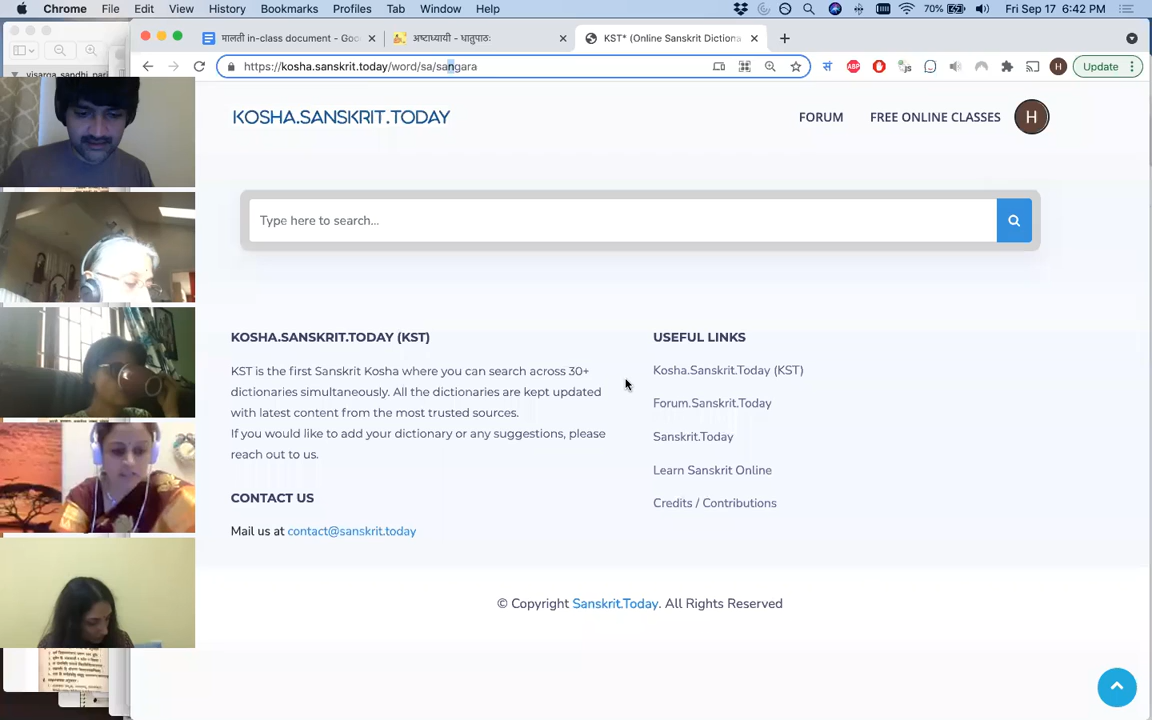 Chrome File Edit View History Bookmarks Profiles Tab Window Help 70% Fri Sep 17 6:42 PM
मालती in-class document - Goo अष्टाध्यायी - धातुपाठः KST* (Online Sanskrit Dictiona
https://kosha.sanskrit.today/word/sa/sangara सं ABP H Update
KOSHA.SANSKRIT.TODAY FORUM FREE ONLINE CLASSES H
Type here to search...
KOSHA.SANSKRIT.TODAY (KST)
KST is the first Sanskrit Kosha where you can search across 30+
dictionaries simultaneously. All the dictionaries are kept updated
with latest content from the most trusted sources.
If you would like to add your dictionary or any suggestions, please
reach out to us.
CONTACT US
Mail us at contact@sanskrit.today
USEFUL LINKS
Kosha.Sanskrit.Today (KST)
Forum.Sanskrit.Today
Sanskrit.Today
Learn Sanskrit Online
Credits / Contributions
© Copyright Sanskrit.Today. All Rights Reserved